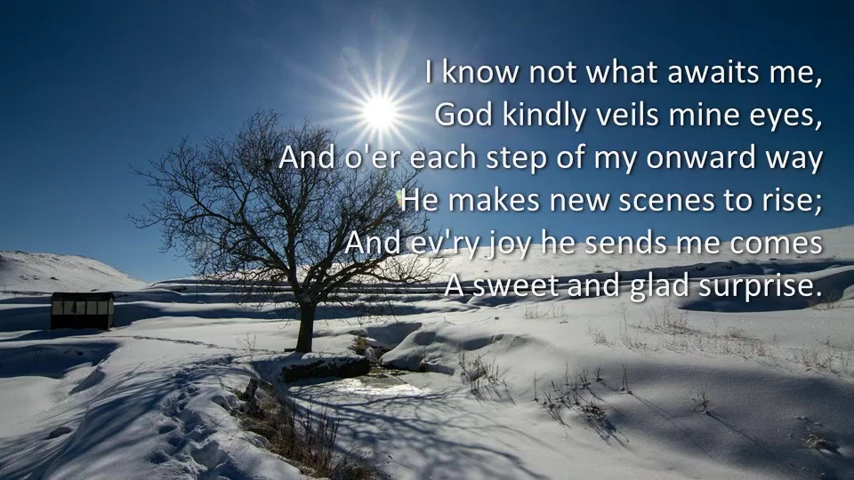 I know not what awaits me,
God kindly veils mine eyes,
And o'er each step of my onward way
He makes new scenes to rise;
And ev'ry joy he sends me comes
A sweet and glad surprise.